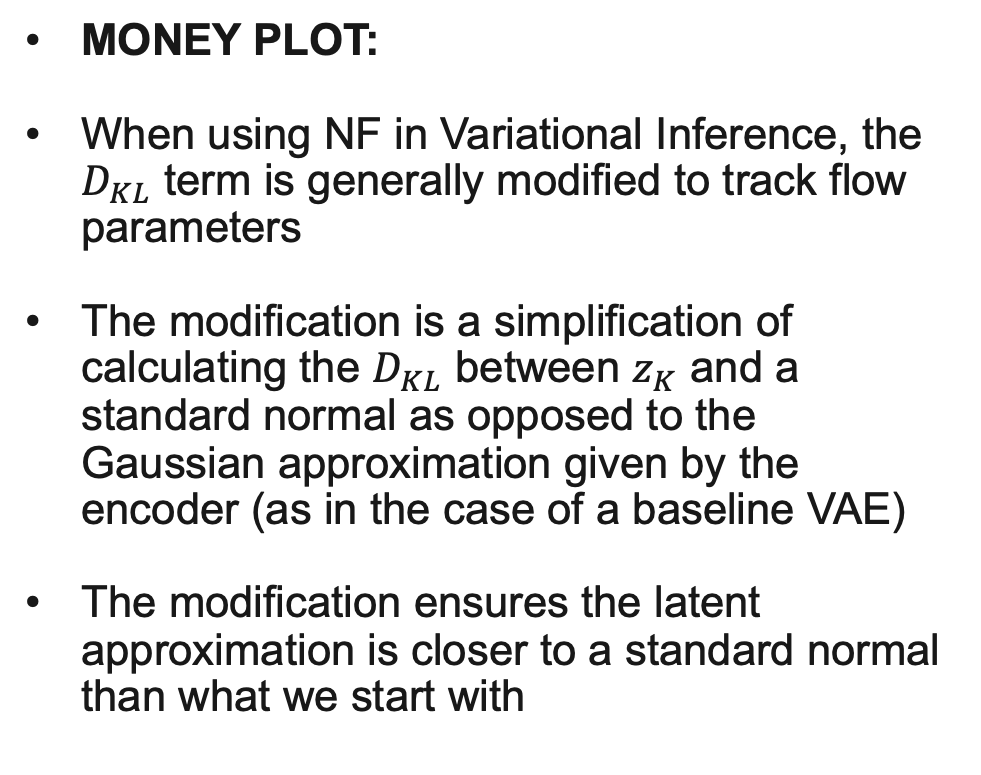 • MONEY PLOT:
• When using NF in Variational Inference, the
D_{KL} term is generally modified to track flow
parameters
• The modification is a simplification of
calculating the D_{KL} between z_K and a
standard normal as opposed to the
Gaussian approximation given by the
encoder (as in the case of a baseline VAE)
• The modification ensures the latent
approximation is closer to a standard normal
than what we start with